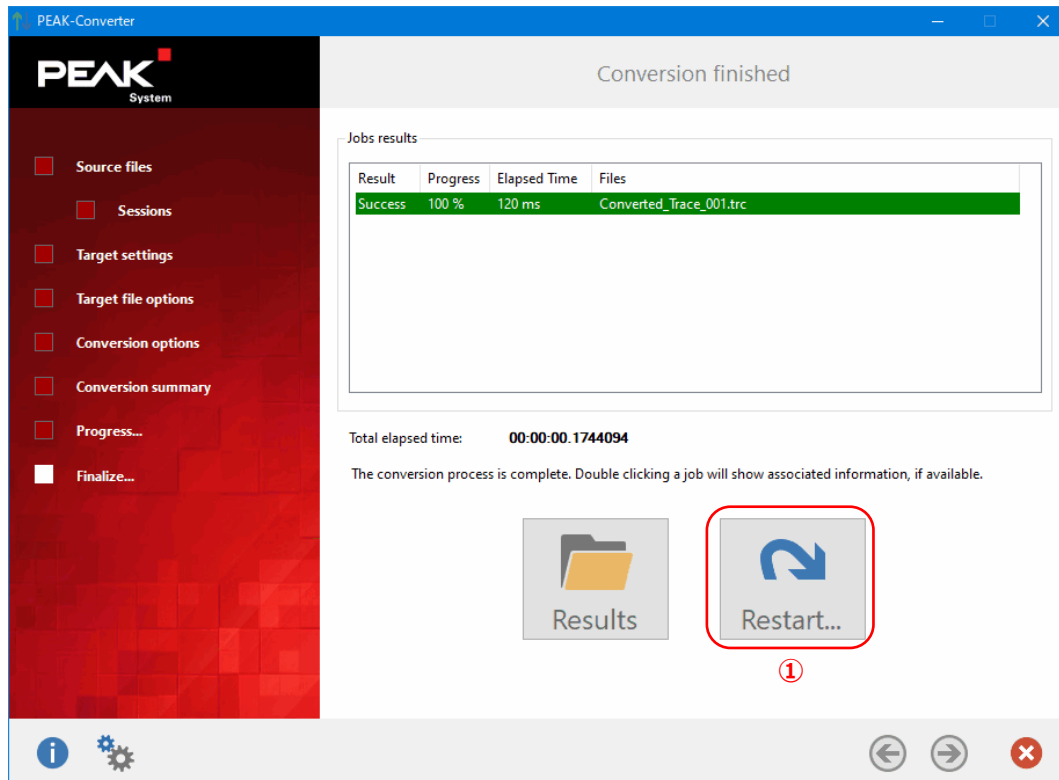 PEAK-Converter
PEAK
System
Conversion finished
Source files
Sessions
Target settings
Target file options
Conversion options
Conversion summary
Progress...
Finalize...
Jobs results
Result Progress Elapsed Time Files
Success 100 % 120 ms Converted_Trace_001.trc
Total elapsed time: 00:00:00.1744094
The conversion process is complete. Double clicking a job will show associated information, if available.
Results
Restart...
①